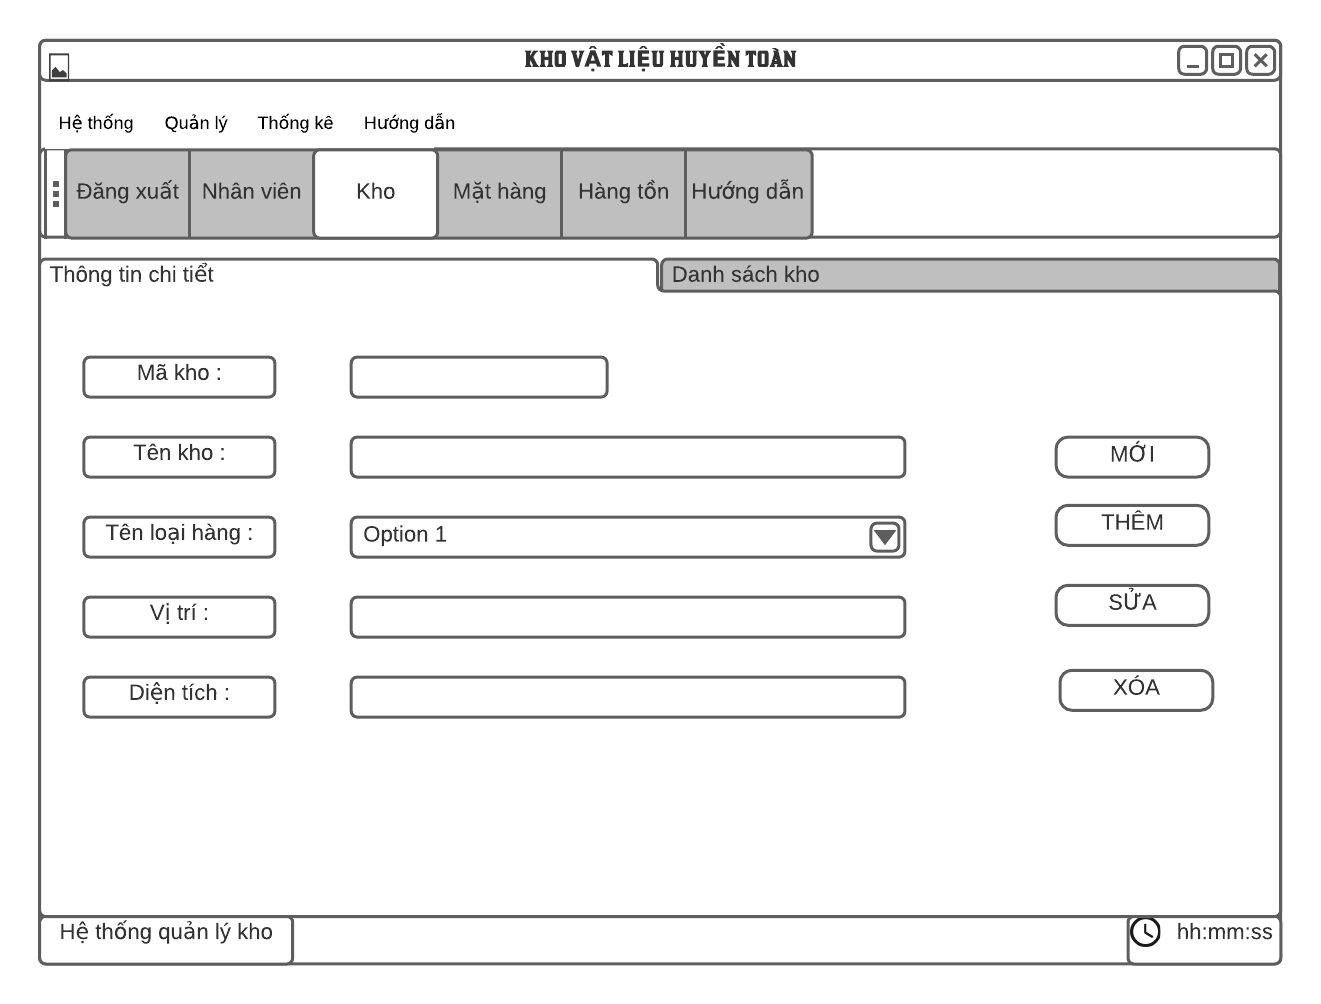 KHO VẬT LIỆU HUYỀN TOÀN
Hệ thống Quản lý Thống kê Hướng dẫn
Đăng xuất Nhân viên Kho Mặt hàng Hàng tồn Hướng dẫn
Thông tin chi tiết Danh sách kho
Mã kho :
Tên kho : MỚI
Tên loại hàng : Option 1 THÊM
Vị trí : SỬA
Diện tích : XÓA
Hệ thống quản lý kho hh:mm:ss